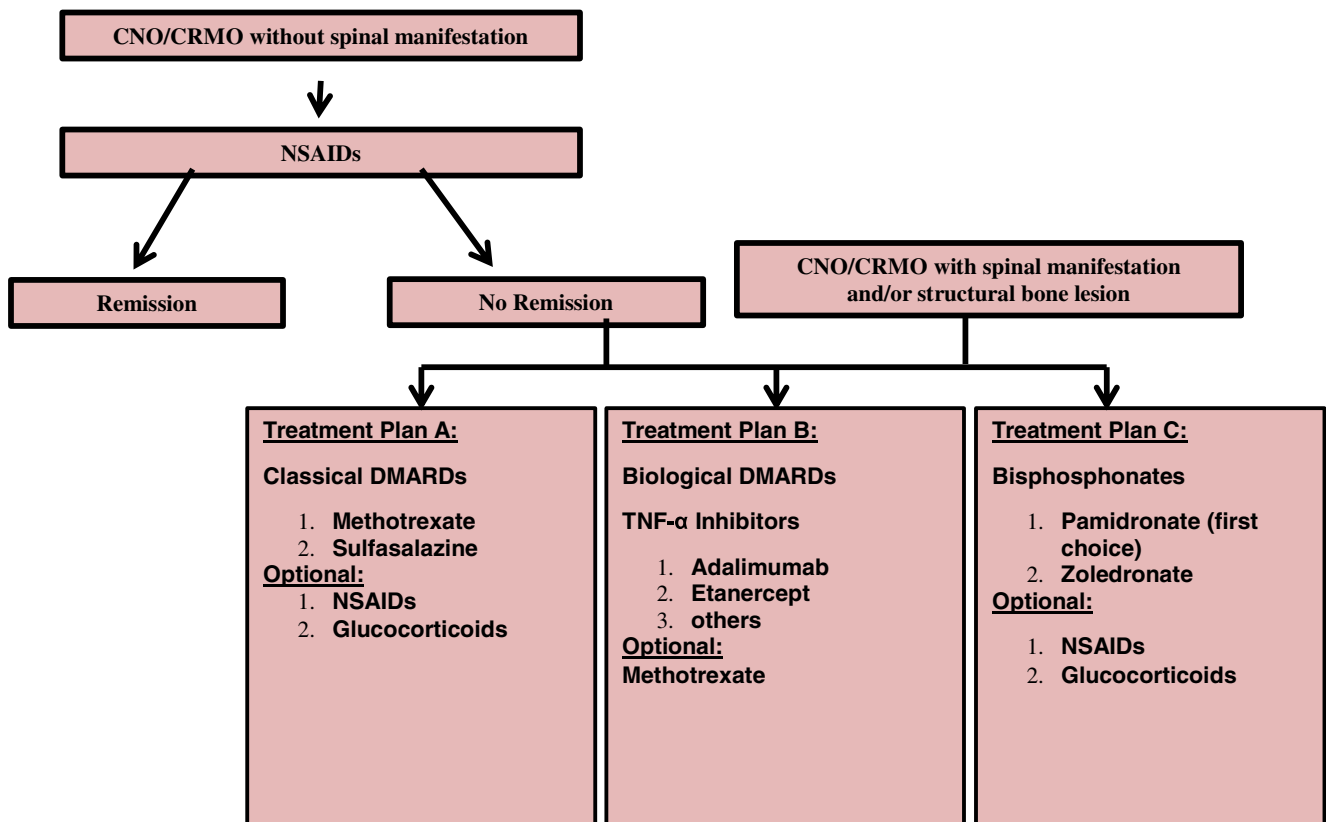 CNO/CRMO without spinal manifestation
NSAIDs
Remission
No Remission
CNO/CRMO with spinal manifestation
and/or structural bone lesion
Treatment Plan A:
Classical DMARDs
1. Methotrexate
2. Sulfasalazine
Optional:
1. NSAIDs
2. Glucocorticoids
Treatment Plan B:
Biological DMARDs
TNF-α Inhibitors
1. Adalimumab
2. Etanercept
3. others
Optional:
Methotrexate
Treatment Plan C:
Bisphosphonates
1. Pamidronate (first
choice)
2. Zoledronate
Optional:
1. NSAIDs
2. Glucocorticoids